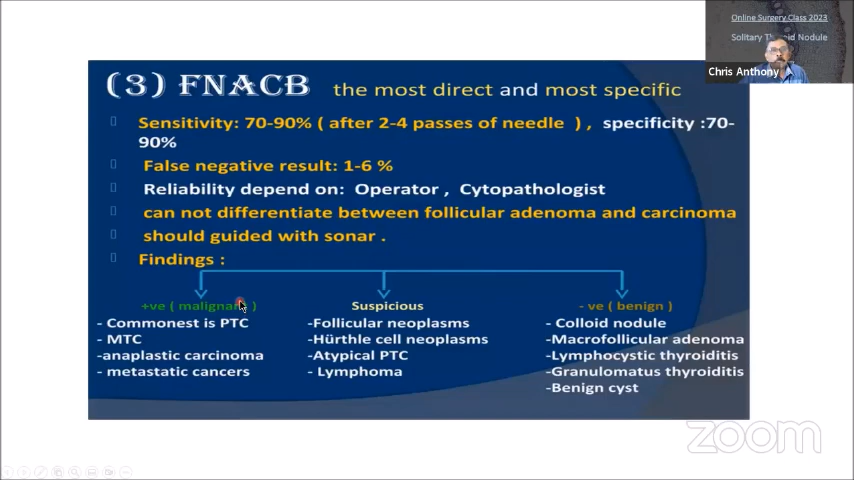 Online Surgery Class 2023
Solitary Thyroid Nodule
Chris Anthony
(3) FNACB the most direct and most specific
Sensitivity: 70-90% ( after 2-4 passes of needle ) , specificity :70-
90%
False negative result: 1-6 %
Reliability depend on: Operator , Cytopathologist
can not differentiate between follicular adenoma and carcinoma
should guided with sonar .
Findings :
+ve ( malignant )
- Commonest is PTC
- MTC
-anaplastic carcinoma
- metastatic cancers
Suspicious
-Follicular neoplasms
-Hürthle cell neoplasms
-Atypical PTC
- Lymphoma
- ve ( benign )
- Colloid nodule
-Macrofollicular adenoma
-Lymphocystic thyroiditis
-Granulomatus thyroiditis
-Benign cyst
zoom